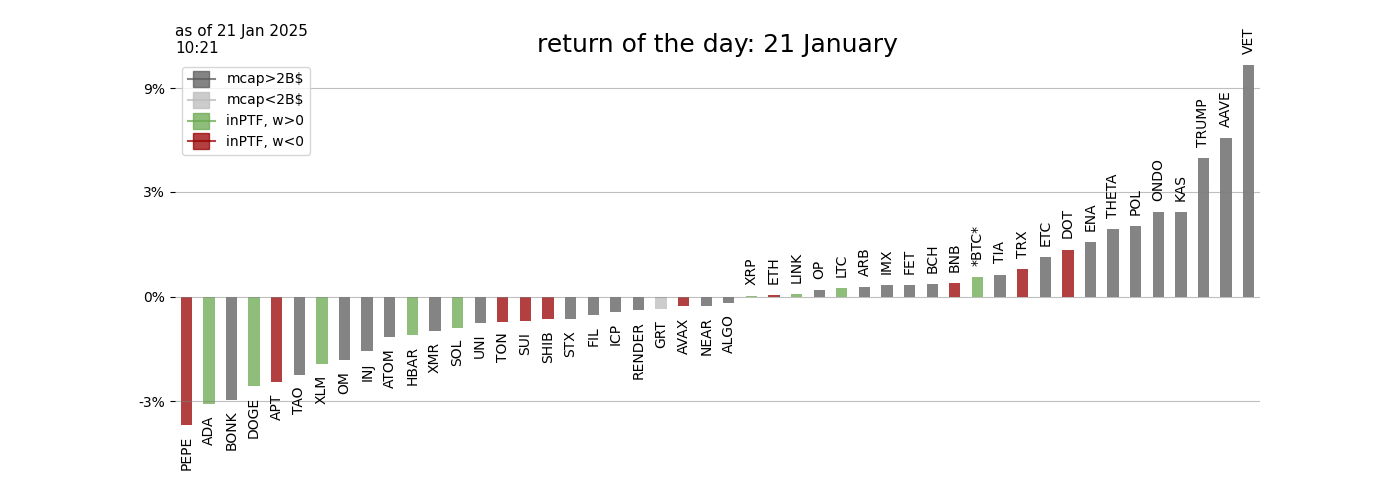 as of 21 Jan 2025
10:21
return of the day: 21 January
mcap>2B$
mcap<2B$
inPTF, w>0
inPTF, w<0
9%
3%
0%
-3%
PEPE
ADA
BONK
DOGE
APT
TAO
XLM
OM
INJ
ATOM
HBAR
XMR
SOL
UNI
TON
SUI
SHIB
STX
FIL
ICP
RENDER
GRT
AVAX
NEAR
ALGO
XRP
ETH
LINK
OP
LTC
ARB
IMX
FET
BCH
BNB
*BTC*
TIA
TRX
ETC
DOT
ENA
THETA
POL
ONDO
KAS
TRUMP
AAVE
VET